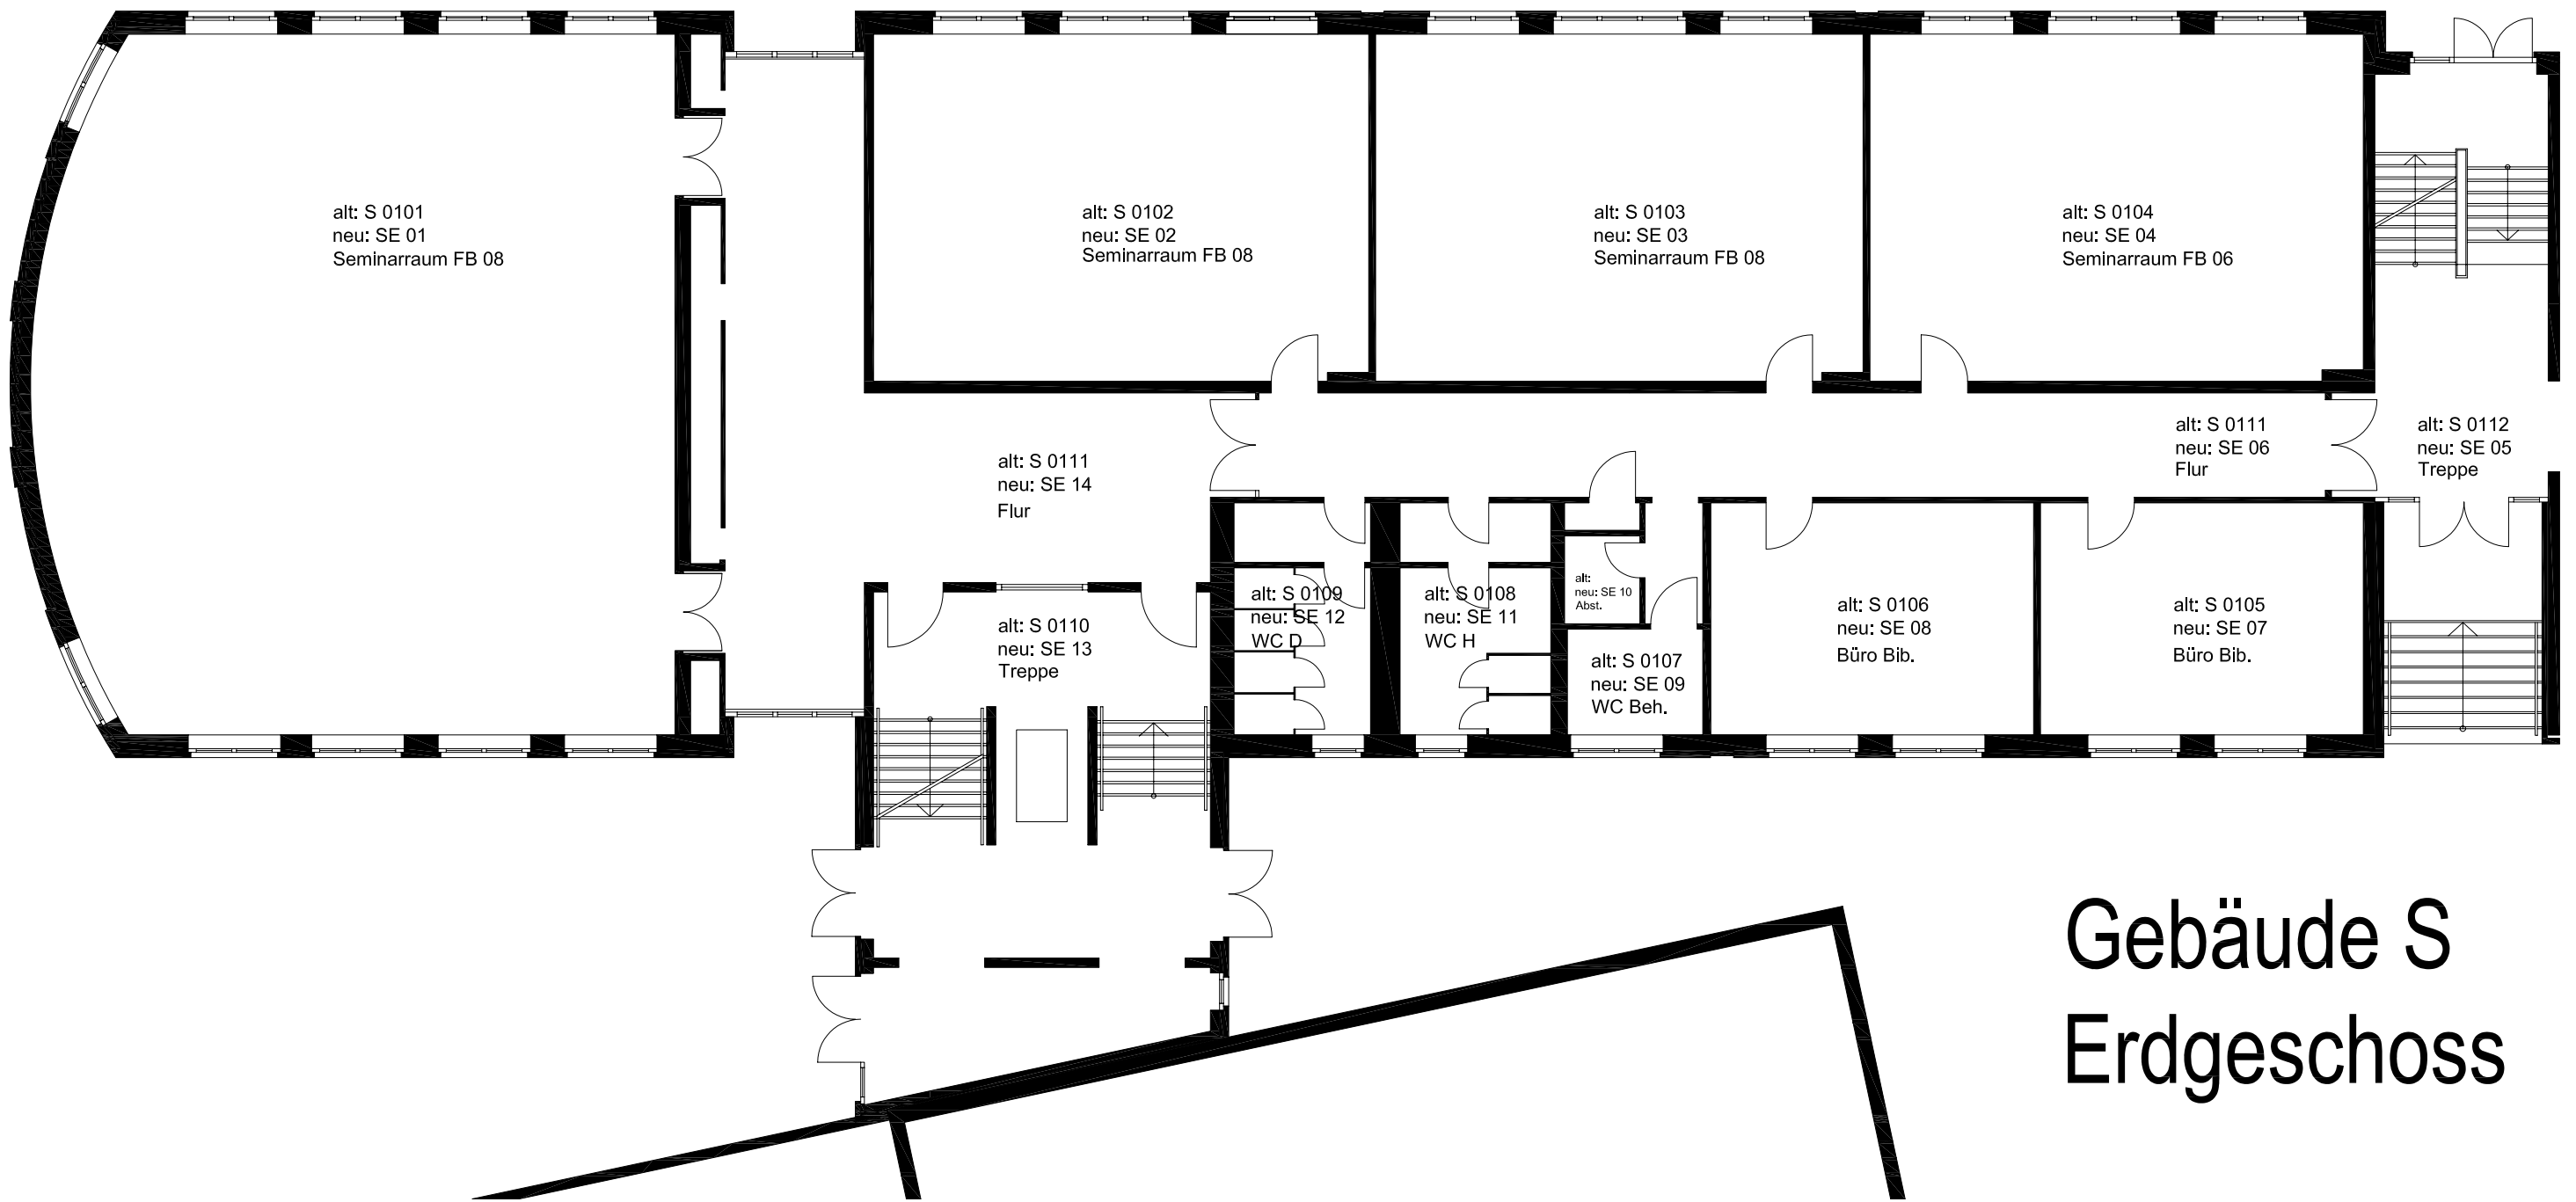 alt: S 0101
neu: SE 01
Seminarraum FB 08
alt: S 0102
neu: SE 02
Seminarraum FB 08
alt: S 0103
neu: SE 03
Seminarraum FB 08
alt: S 0104
neu: SE 04
Seminarraum FB 06
alt: S 0111
neu: SE 14
Flur
alt: S 0111
neu: SE 06
Flur
alt: S 0112
neu: SE 05
Treppe
alt: S 0110
neu: SE 13
Treppe
alt: S 0109
neu: SE 12
WC D
alt: S 0108
neu: SE 11
WC H
alt:
neu: SE 10
Abst.
alt: S 0107
neu: SE 09
WC Beh.
alt: S 0106
neu: SE 08
Büro Bib.
alt: S 0105
neu: SE 07
Büro Bib.
Gebäude S
Erdgeschoss